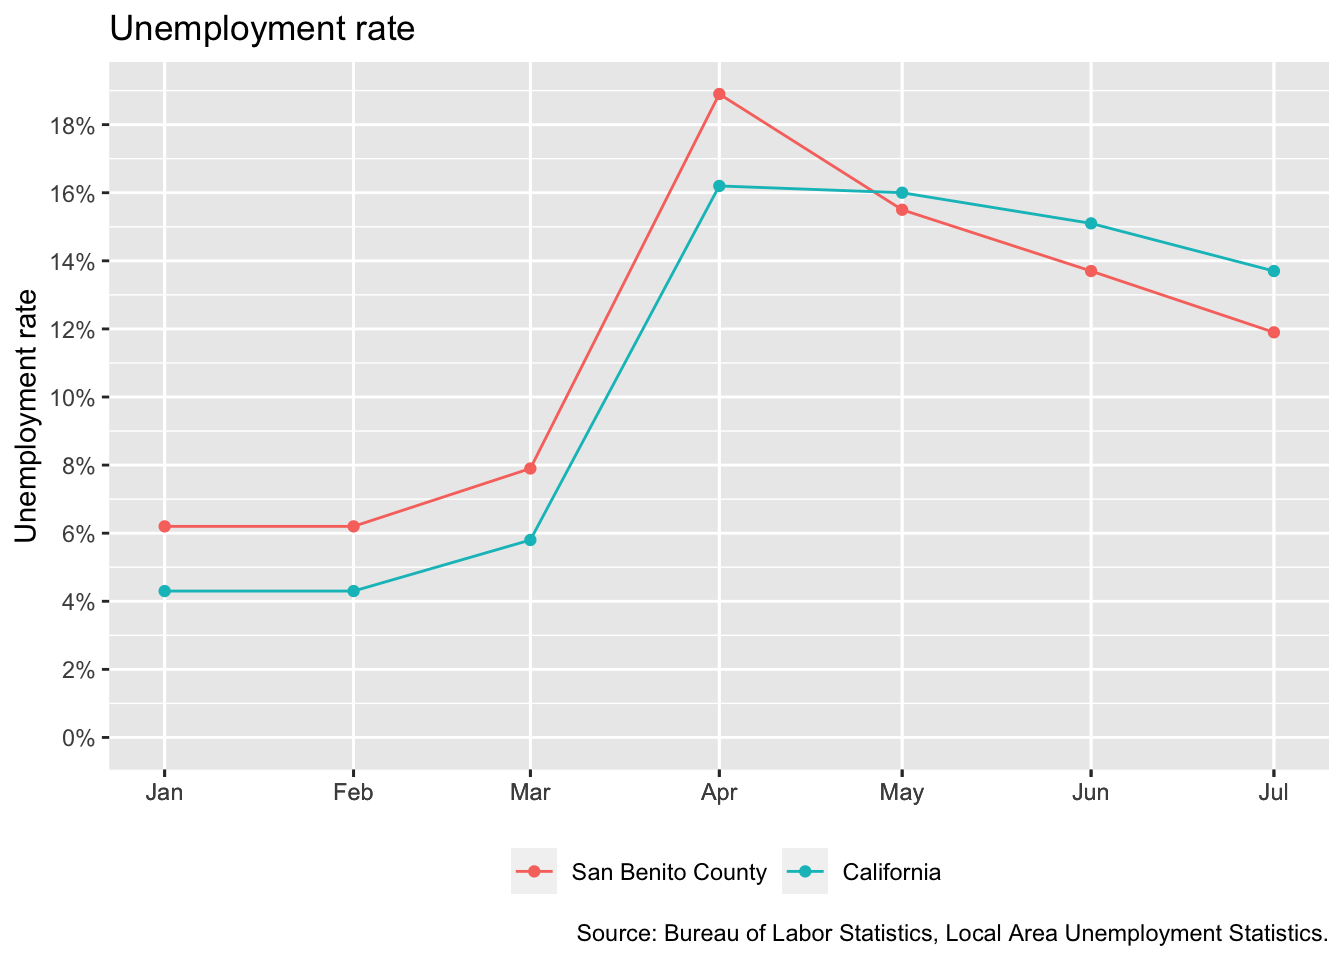 Unemployment rate
Unemployment rate
18%
16%
14%
12%
10%
8%
6%
4%
2%
0%
Jan Feb Mar Apr May Jun Jul
San Benito County California
Source: Bureau of Labor Statistics, Local Area Unemployment Statistics.